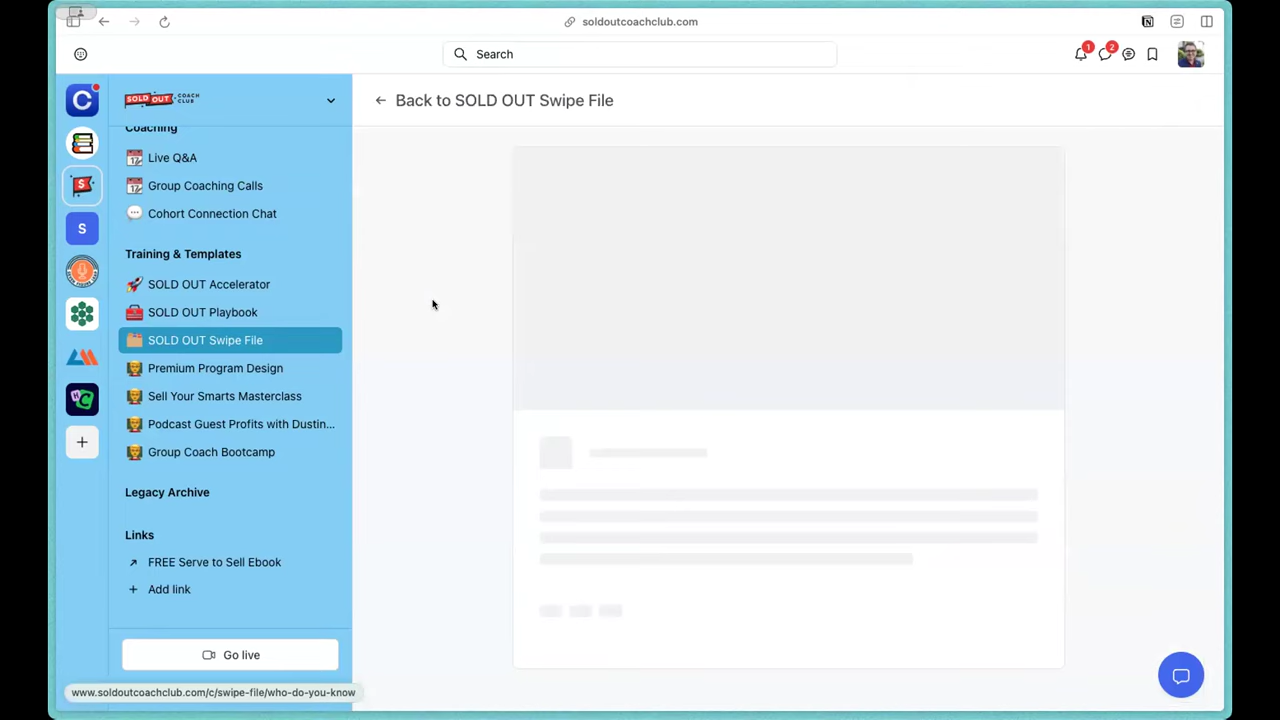 soldoutcoachclub.com
Search
1
2
C
SOLD OUT COACH CLUB
Back to SOLD OUT Swipe File
Coaching
Live Q&A
Group Coaching Calls
Cohort Connection Chat
S
Training & Templates
SOLD OUT Accelerator
SOLD OUT Playbook
SOLD OUT Swipe File
Premium Program Design
Sell Your Smarts Masterclass
Podcast Guest Profits with Dustin...
Group Coach Bootcamp
Legacy Archive
Links
FREE Serve to Sell Ebook
Add link
Go live
www.soldoutcoachclub.com/c/swipe-file/who-do-you-know